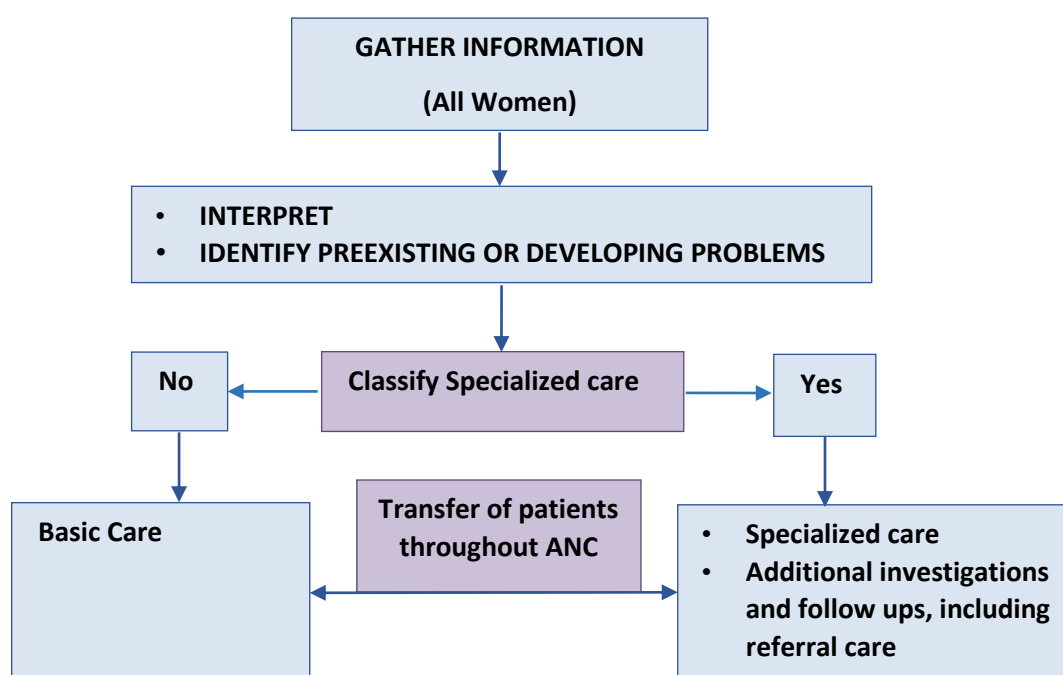 GATHER INFORMATION
(All Women)
• INTERPRET
• IDENTIFY PREEXISTING OR DEVELOPING PROBLEMS
No
Classify Specialized care
Yes
Basic Care
Transfer of patients
throughout ANC
• Specialized care
• Additional investigations
and follow ups, including
referral care